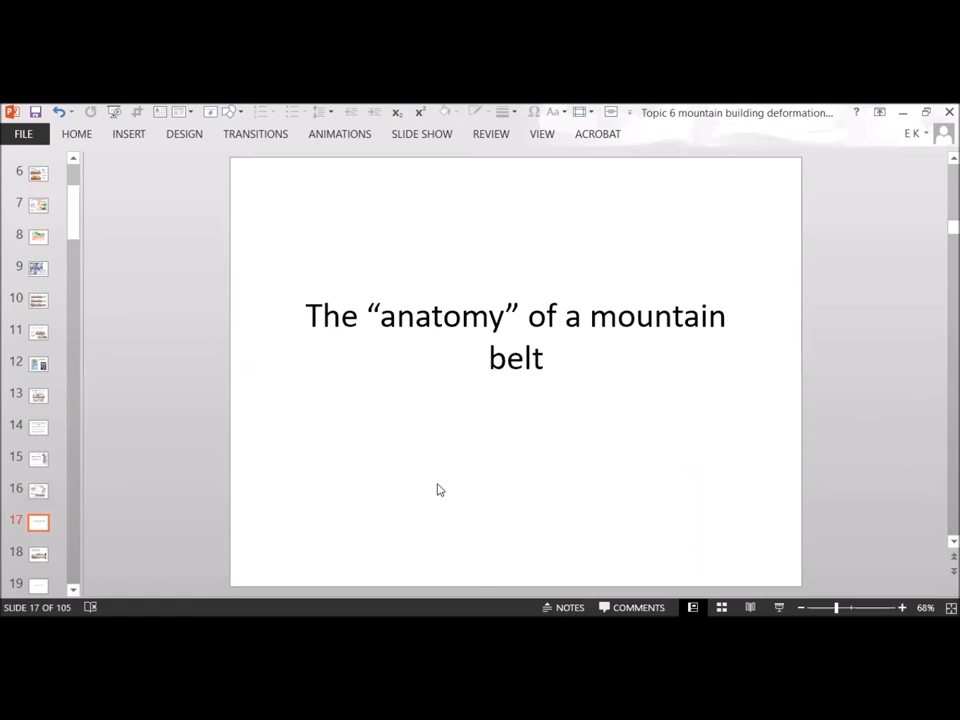 Topic 6 mountain building deformation...
FILE HOME INSERT DESIGN TRANSITIONS ANIMATIONS SLIDE SHOW REVIEW VIEW ACROBAT E K
6
7
8
9
10
11
12
13
14
15
16
17
18
19
The “anatomy” of a mountain
belt
SLIDE 17 OF 105 NOTES COMMENTS 68%